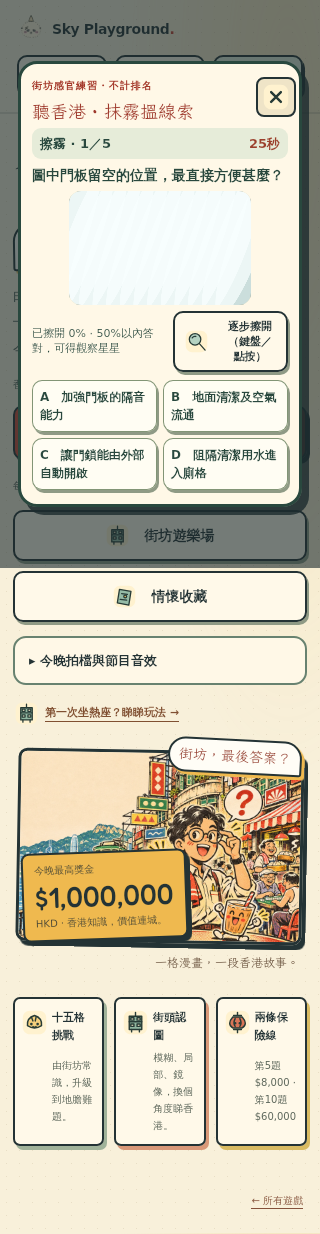 Sky Playground.
街坊感官練習·不計排名
聽香港·抹霧搵線索
擦霧·1／5
25秒
圖中門板留空的位置，最直接方便甚麼？
已擦開 0%·50%以內答
對，可得觀察星星
逐步擦開
（鍵盤／
點按）
A 加強門板的隔音
能力
B 地面清潔及空氣
流通
C 讓門鎖能由外部
自動開啟
D 阻隔清潔用水進
入廁格
街坊遊樂場
情懷收藏
▸ 今晚拍檔與節目音效
第一次坐熱座？睇睇玩法 →
街坊，最後答案？
?
今晚最高獎金
$1,000,000
HKD·香港知識，價值連城。
一格漫畫，一段香港故事。
十五格
挑戰
由街坊常
識，升級
到地膽難
題。
街頭認
圖
模糊、局
部、鏡
像，換個
角度睇香
港。
兩條保
險線
第5題
$8,000·
第10題
$60,000
← 所有遊戲